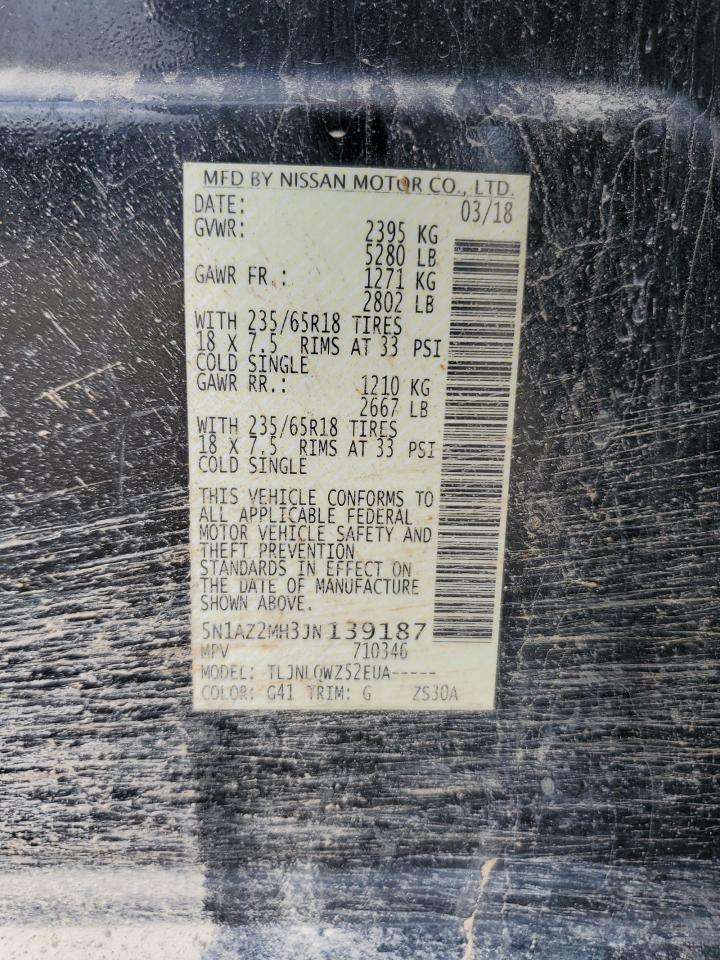 MFD BY NISSAN MOTOR CO., LTD.
DATE: 03/18
GVWR: 2395 KG
5280 LB
GAWR FR.: 1271 KG
2802 LB
WITH 235/65R18 TIRES
18 X 7.5 RIMS AT 33 PSI
COLD SINGLE
GAWR RR.: 1210 KG
2667 LB
WITH 235/65R18 TIRES
18 X 7.5 RIMS AT 33 PSI
COLD SINGLE
THIS VEHICLE CONFORMS TO
ALL APPLICABLE FEDERAL
MOTOR VEHICLE SAFETY AND
THEFT PREVENTION
STANDARDS IN EFFECT ON
THE DATE OF MANUFACTURE
SHOWN ABOVE.
5N1AZ2MH3JN139187
MPV 710346
MODEL: TLJNLQWZ52EUA-----
COLOR: G41 TRIM: G ZS30A